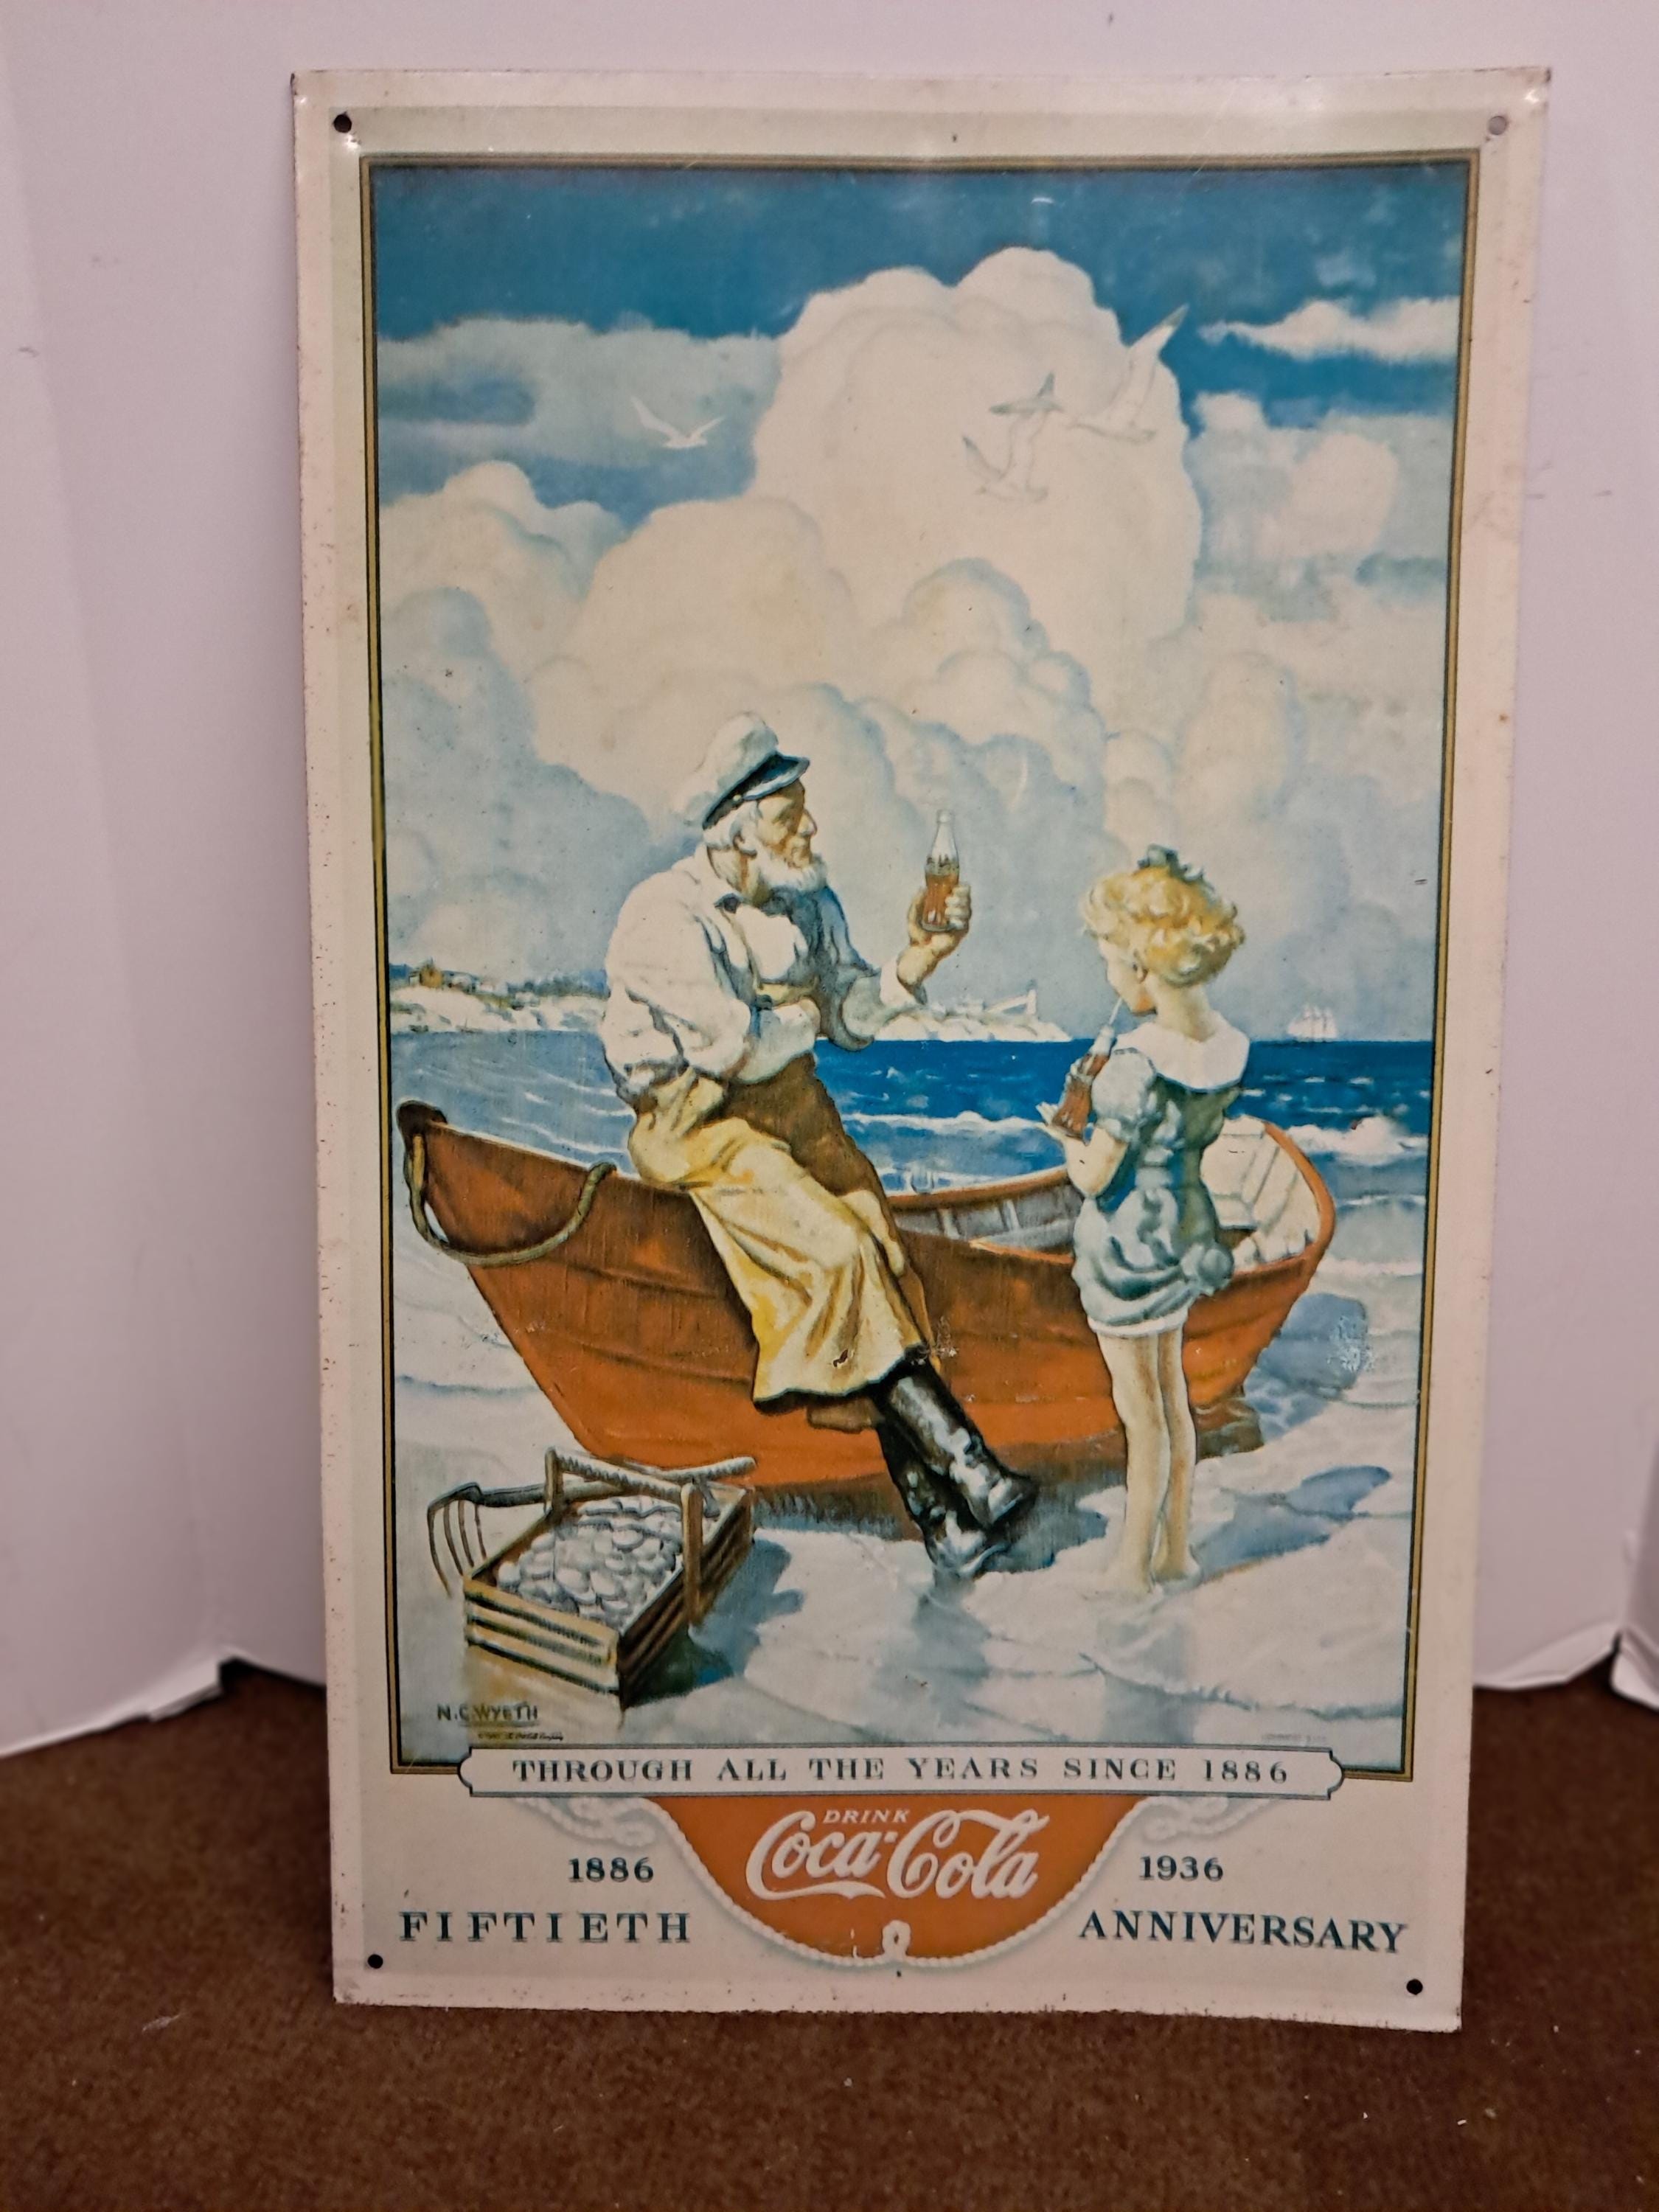 N.C.WYETH
THROUGH ALL THE YEARS SINCE 1886
DRINK
Coca-Cola
1886
1936
FIFTIETH
ANNIVERSARY